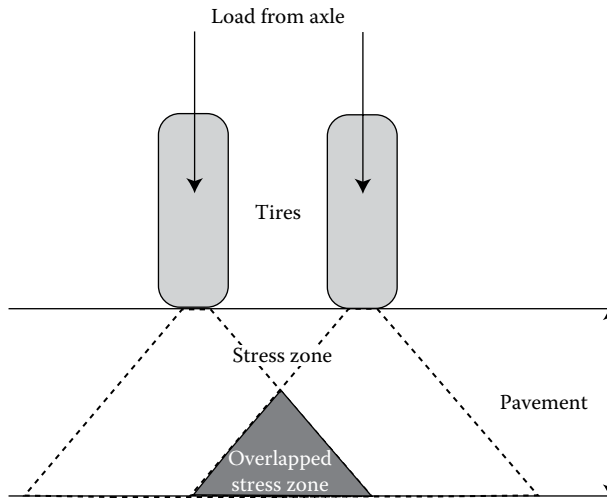 Load from axle
Tires
Stress zone
Pavement
Overlapped
stress zone